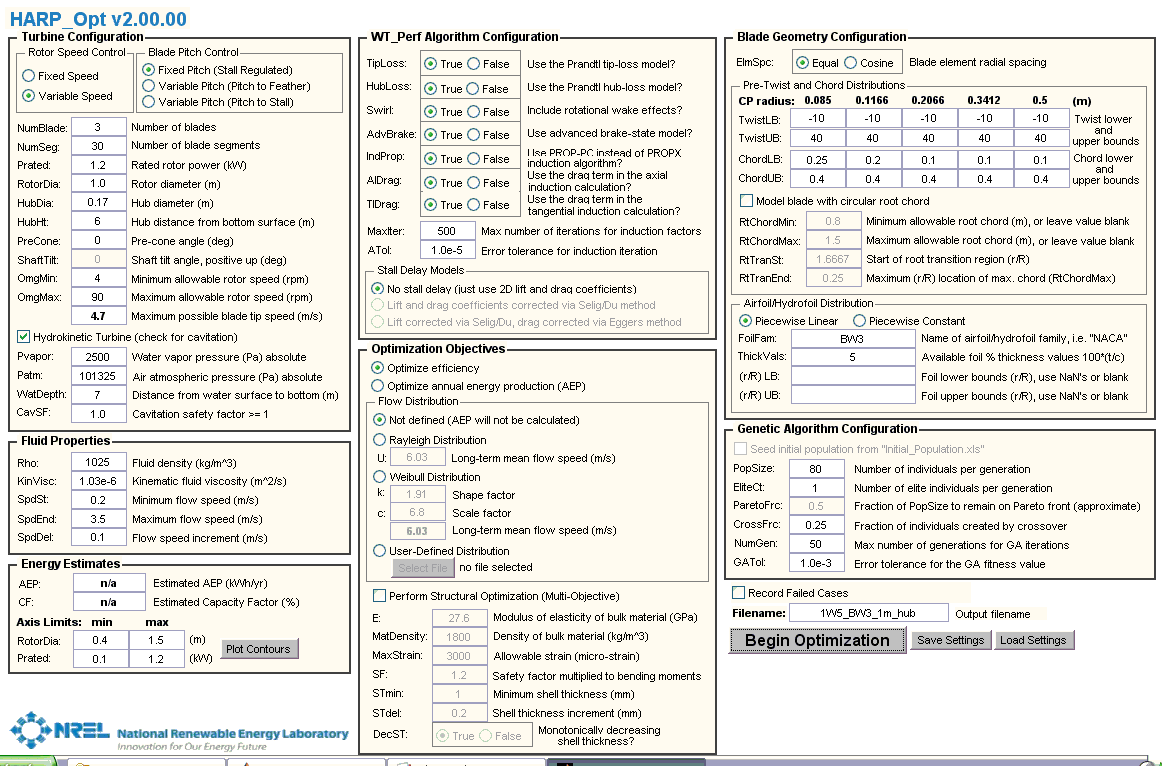 HARP_Opt v2.00.00
Turbine Configuration
Rotor Speed Control
Fixed Speed
Variable Speed
Blade Pitch Control
Fixed Pitch (Stall Regulated)
Variable Pitch (Pitch to Feather)
Variable Pitch (Pitch to Stall)
NumBlade: 3 Number of blades
NumSeg: 30 Number of blade segments
Prated: 1.2 Rated rotor power (kW)
RotorDia: 1.0 Rotor diameter (m)
HubDia: 0.17 Hub diameter (m)
HubHt: 6 Hub distance from bottom surface (m)
PreCone: 0 Pre-cone angle (deg)
ShaftTilt: 0 Shaft tilt angle, positive up (deg)
OmgMin: 4 Minimum allowable rotor speed (rpm)
OmgMax: 90 Maximum allowable rotor speed (rpm)
4.7 Maximum possible blade tip speed (m/s)
Hydrokinetic Turbine (check for cavitation)
Pvapor: 2500 Water vapor pressure (Pa) absolute
Patm: 101325 Air atmospheric pressure (Pa) absolute
WatDepth: 7 Distance from water surface to bottom (m)
CavSF: 1.0 Cavitation safety factor >= 1
Fluid Properties
Rho: 1025 Fluid density (kg/m^3)
KinVisc: 1.03e-6 Kinematic fluid viscosity (m^2/s)
SpdSt: 0.2 Minimum flow speed (m/s)
SpdEnd: 3.5 Maximum flow speed (m/s)
SpdDel: 0.1 Flow speed increment (m/s)
Energy Estimates
AEP: n/a Estimated AEP (kWh/yr)
CF: n/a Estimated Capacity Factor (%)
Axis Limits: min max
RotorDia: 0.4 1.5 (m)
Prated: 0.1 1.2 (kW)
Plot Contours
NREL National Renewable Energy Laboratory
Innovation for Our Energy Future
WT_Perf Algorithm Configuration
TipLoss: True False Use the Prandtl tip-loss model?
HubLoss: True False Use the Prandtl hub-loss model?
Swirl: True False Include rotational wake effects?
AdvBrake: True False Use advanced brake-state model?
IndProp: True False Use PROP-PC instead of PROPX
induction algorithm?
AIDrag: True False Use the drag term in the axial
induction calculation?
TIDrag: True False Use the drag term in the
tangential induction calculation?
MaxIter: 500 Max number of iterations for induction factors
ATol: 1.0e-5 Error tolerance for induction iteration
Stall Delay Models
No stall delay (just use 2D lift and drag coefficients)
Lift and drag coefficients corrected via Selig/Du method
Lift corrected via Selig/Du, drag corrected via Eggers method
Optimization Objectives
Optimize efficiency
Optimize annual energy production (AEP)
Flow Distribution
Not defined (AEP will not be calculated)
Rayleigh Distribution
U: 6.03 Long-term mean flow speed (m/s)
Weibull Distribution
k: 1.91 Shape factor
c: 6.8 Scale factor
6.03 Long-term mean flow speed (m/s)
User-Defined Distribution
Select File no file selected
Perform Structural Optimization (Multi-Objective)
E: 27.6 Modulus of elasticity of bulk material (GPa)
MatDensity: 1800 Density of bulk material (kg/m^3)
MaxStrain: 3000 Allowable strain (micro-strain)
SF: 1.2 Safety factor multiplied to bending moments
STmin: 1 Minimum shell thickness (mm)
STdel: 0.2 Shell thickness increment (mm)
DecST: True False Monotonically decreasing
shell thickness?
Blade Geometry Configuration
ElmSpc: Equal Cosine Blade element radial spacing
Pre-Twist and Chord Distributions
CP radius: 0.085 0.1166 0.2066 0.3412 0.5 (m)
TwistLB: -10 -10 -10 -10 -10 Twist lower
and
TwistUB: 40 40 40 40 40 upper bounds
ChordLB: 0.25 0.2 0.1 0.1 0.1 Chord lower
and
ChordUB: 0.4 0.4 0.4 0.4 0.4 upper bounds
Model blade with circular root chord
RtChordMin: 0.8 Minimum allowable root chord (m), or leave value blank
RtChordMax: 1.5 Maximum allowable root chord (m), or leave value blank
RtTranSt: 1.6667 Start of root transition region (r/R)
RtTranEnd: 0.25 Maximum (r/R) location of max. chord (RtChordMax)
Airfoil/Hydrofoil Distribution
Piecewise Linear Piecewise Constant
FoilFam: BW3 Name of airfoil/hydrofoil family, i.e. "NACA"
ThickVals: 5 Available foil % thickness values 100*(t/c)
(r/R) LB: Foil lower bounds (r/R), use NaN's or blank
(r/R) UB: Foil upper bounds (r/R), use NaN's or blank
Genetic Algorithm Configuration
Seed initial population from "Initial_Population.xls"
PopSize: 80 Number of individuals per generation
EliteCt: 1 Number of elite individuals per generation
ParetoFrc: 0.5 Fraction of PopSize to remain on Pareto front (approximate)
CrossFrc: 0.25 Fraction of individuals created by crossover
NumGen: 50 Max number of generations for GA iterations
GATol: 1.0e-3 Error tolerance for the GA fitness value
Record Failed Cases
Filename: 1W5_BW3_1m_hub Output filename
Begin Optimization Save Settings Load Settings